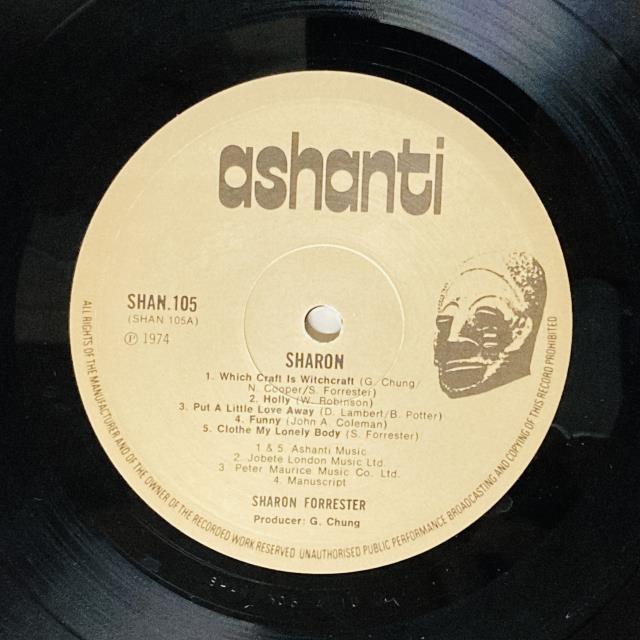 ashanti
SHAN.105
(SHAN 105A)
Ⓟ 1974
SHARON
1. Which Craft Is Witchcraft (G. Chung/
N. Cooper/S. Forrester)
2. Holly (W. Robinson)
3. Put A Little Love Away (D. Lambert/B. Potter)
4. Funny (John A. Coleman)
5. Clothe My Lonely Body (S. Forrester)
1 & 5. Ashanti Music
2. Jobete London Music Ltd.
3. Peter Maurice Music Co. Ltd.
4. Manuscript
SHARON FORRESTER
Producer: G. Chung
ALL RIGHTS OF THE MANUFACTURER AND OF THE OWNER OF THE RECORDED WORK RESERVED UNAUTHORISED PUBLIC PERFORMANCE BROADCASTING AND COPYING OF THIS RECORD PROHIBITED